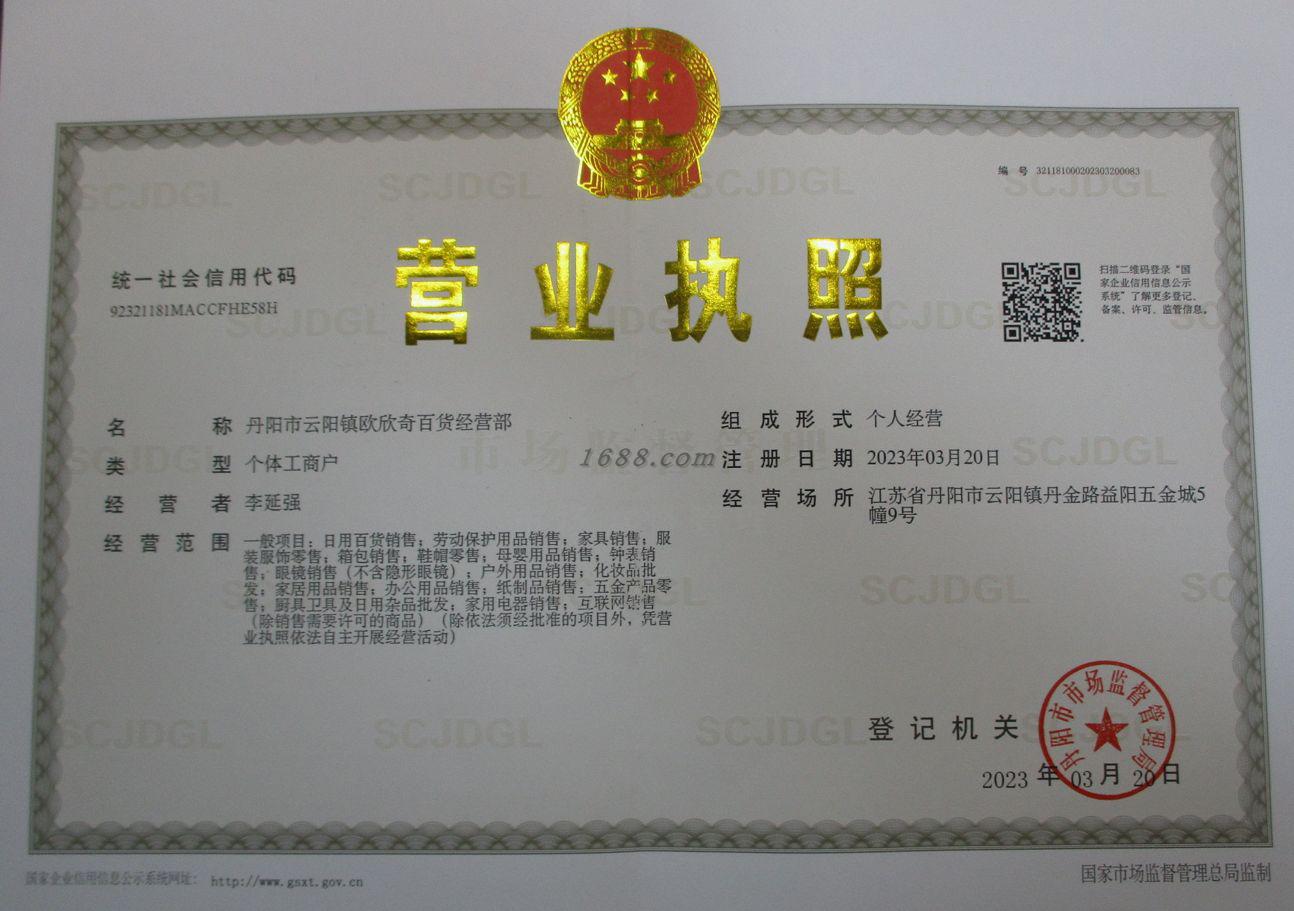 编 号 321181000202303200083
统一社会信用代码
92321181MACCFHE58H
营业执照
扫描二维码登录“国
家企业信用信息公示
系统”了解更多登记、
备案、许可、监管信息。
名 称 丹阳市云阳镇欧欣奇百货经营部
类 型 个体工商户
经 营 者 李延强
经 营 范 围 一般项目：日用百货销售；劳动保护用品销售；家具销售；服
装服饰零售；箱包销售；鞋帽零售；母婴用品销售；钟表销
售；眼镜销售（不含隐形眼镜）；户外用品销售；化妆品批
发；家居用品销售；办公用品销售；纸制品销售；五金产品零
售；厨具卫具及日用杂品批发；家用电器销售；互联网销售
（除销售需要许可的商品）（除依法须经批准的项目外，凭营
业执照依法自主开展经营活动）
组 成 形 式 个人经营
注 册 日 期 2023年03月20日
经 营 场 所 江苏省丹阳市云阳镇丹金路益阳五金城5
幢9号
市场监督管理
1688.com
SCJDGL
登 记 机 关
丹阳市市场监督管理局
2023 年 03 月 20 日
国家企业信用信息公示系统网址： http://www.gsxt.gov.cn
国家市场监督管理总局监制